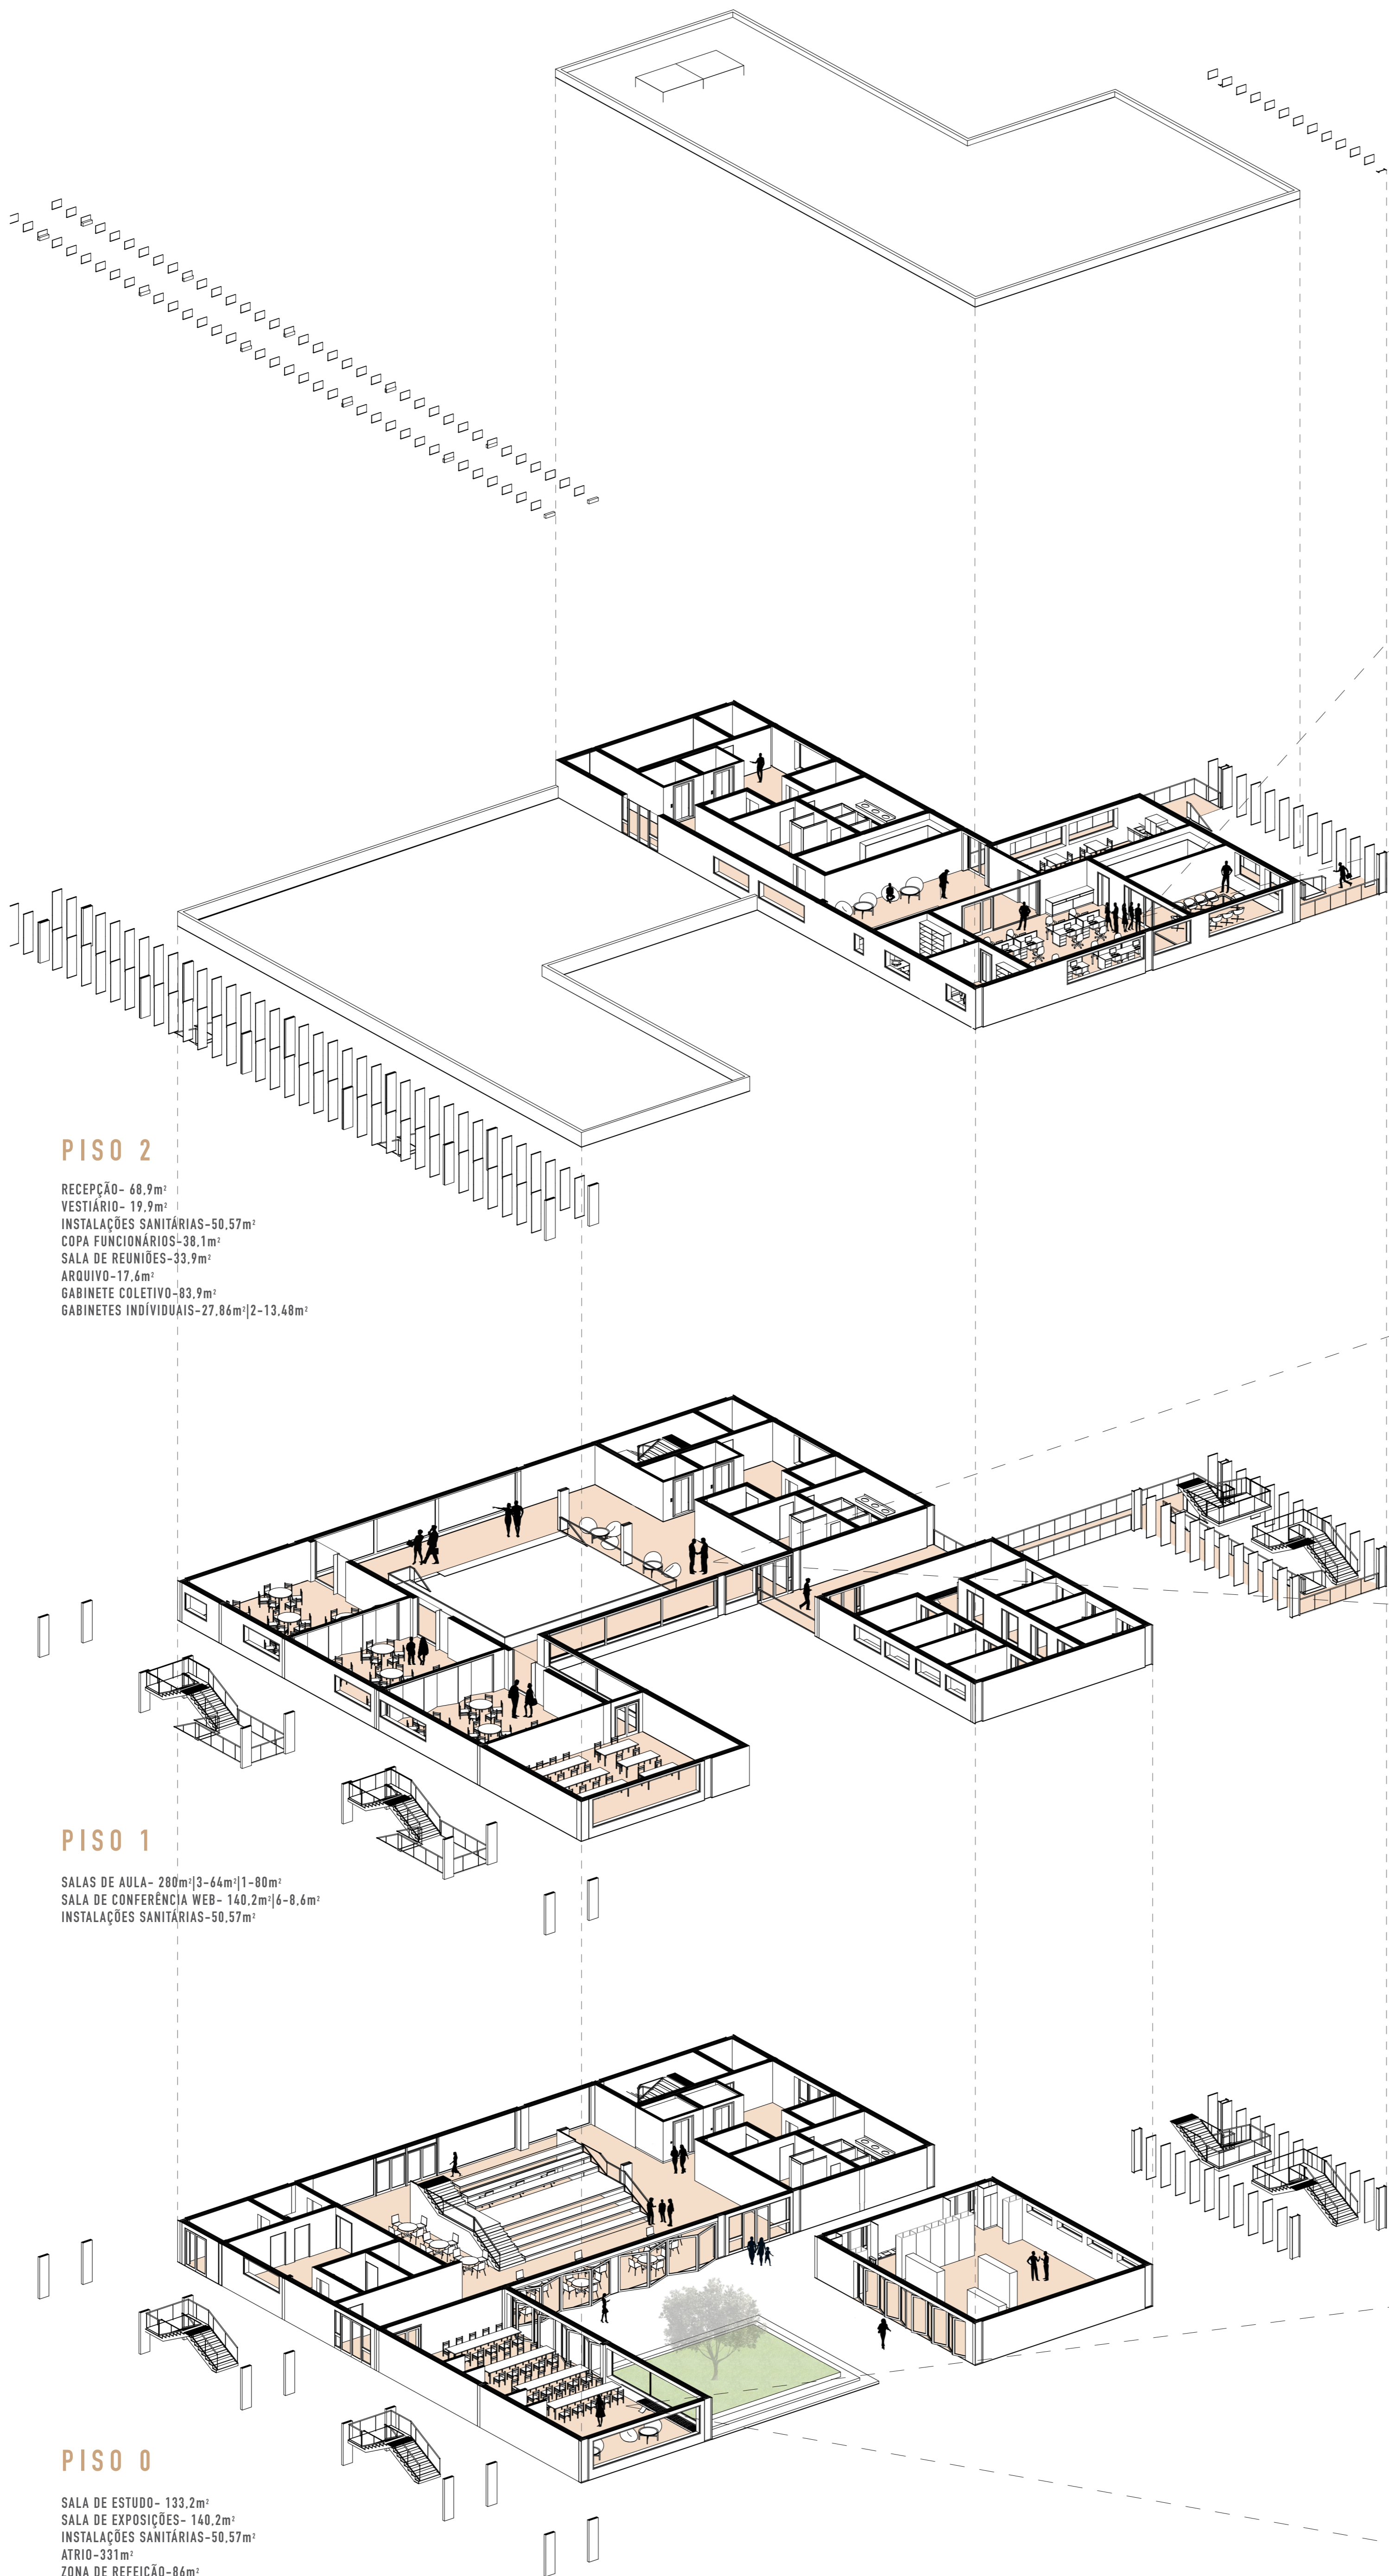 PISO 2
RECEPÇÃO- 68,9m²
VESTIÁRIO- 19,9m²
INSTALAÇÕES SANITÁRIAS-50,57m²
COPA FUNCIONÁRIOS-38,1m²
SALA DE REUNIÕES-33,9m²
ARQUIVO-17,6m²
GABINETE COLETIVO-83,9m²
GABINETES INDÍVIDUAIS-27,86m²|2-13,48m²
PISO 1
SALAS DE AULA- 280m²|3-64m²|1-80m²
SALA DE CONFERÊNCIA WEB- 140,2m²|6-8,6m²
INSTALAÇÕES SANITÁRIAS-50,57m²
PISO 0
SALA DE ESTUDO- 133,2m²
SALA DE EXPOSIÇÕES- 140,2m²
INSTALAÇÕES SANITÁRIAS-50,57m²
ATRIO-331m²
ZONA DE REFEIÇÃO-86m²